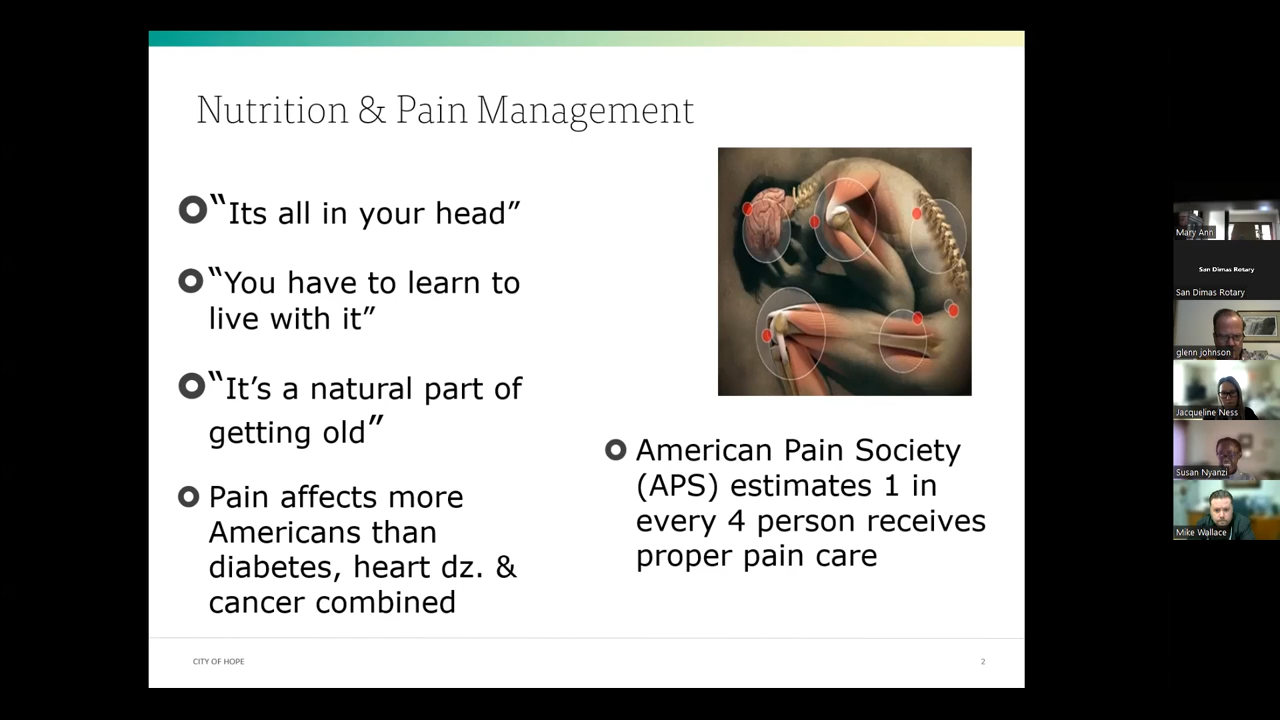 Nutrition & Pain Management
“Its all in your head”
“You have to learn to
live with it”
“It’s a natural part of
getting old”
Pain affects more
Americans than
diabetes, heart dz. &
cancer combined
American Pain Society
(APS) estimates 1 in
every 4 person receives
proper pain care
CITY OF HOPE
2
Mary Ann
San Dimas Rotary
San Dimas Rotary
glenn johnson
Jacqueline Ness
Susan Nyanzi
Mike Wallace